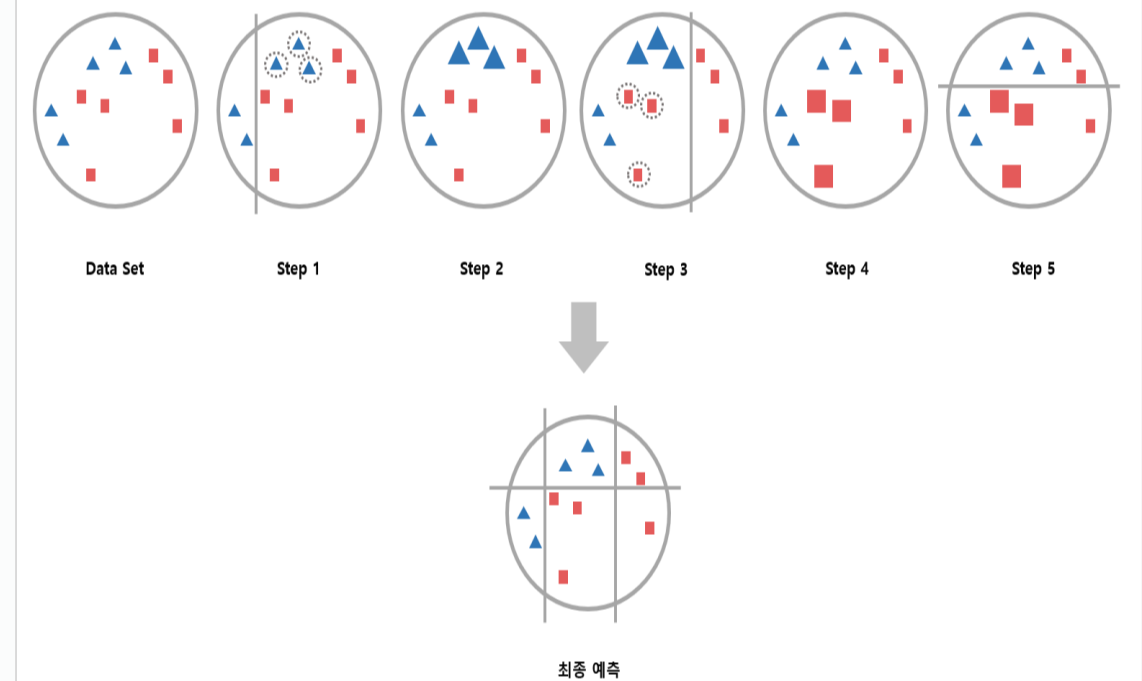 Data Set
Step 1
Step 2
Step 3
Step 4
Step 5
최종 예측